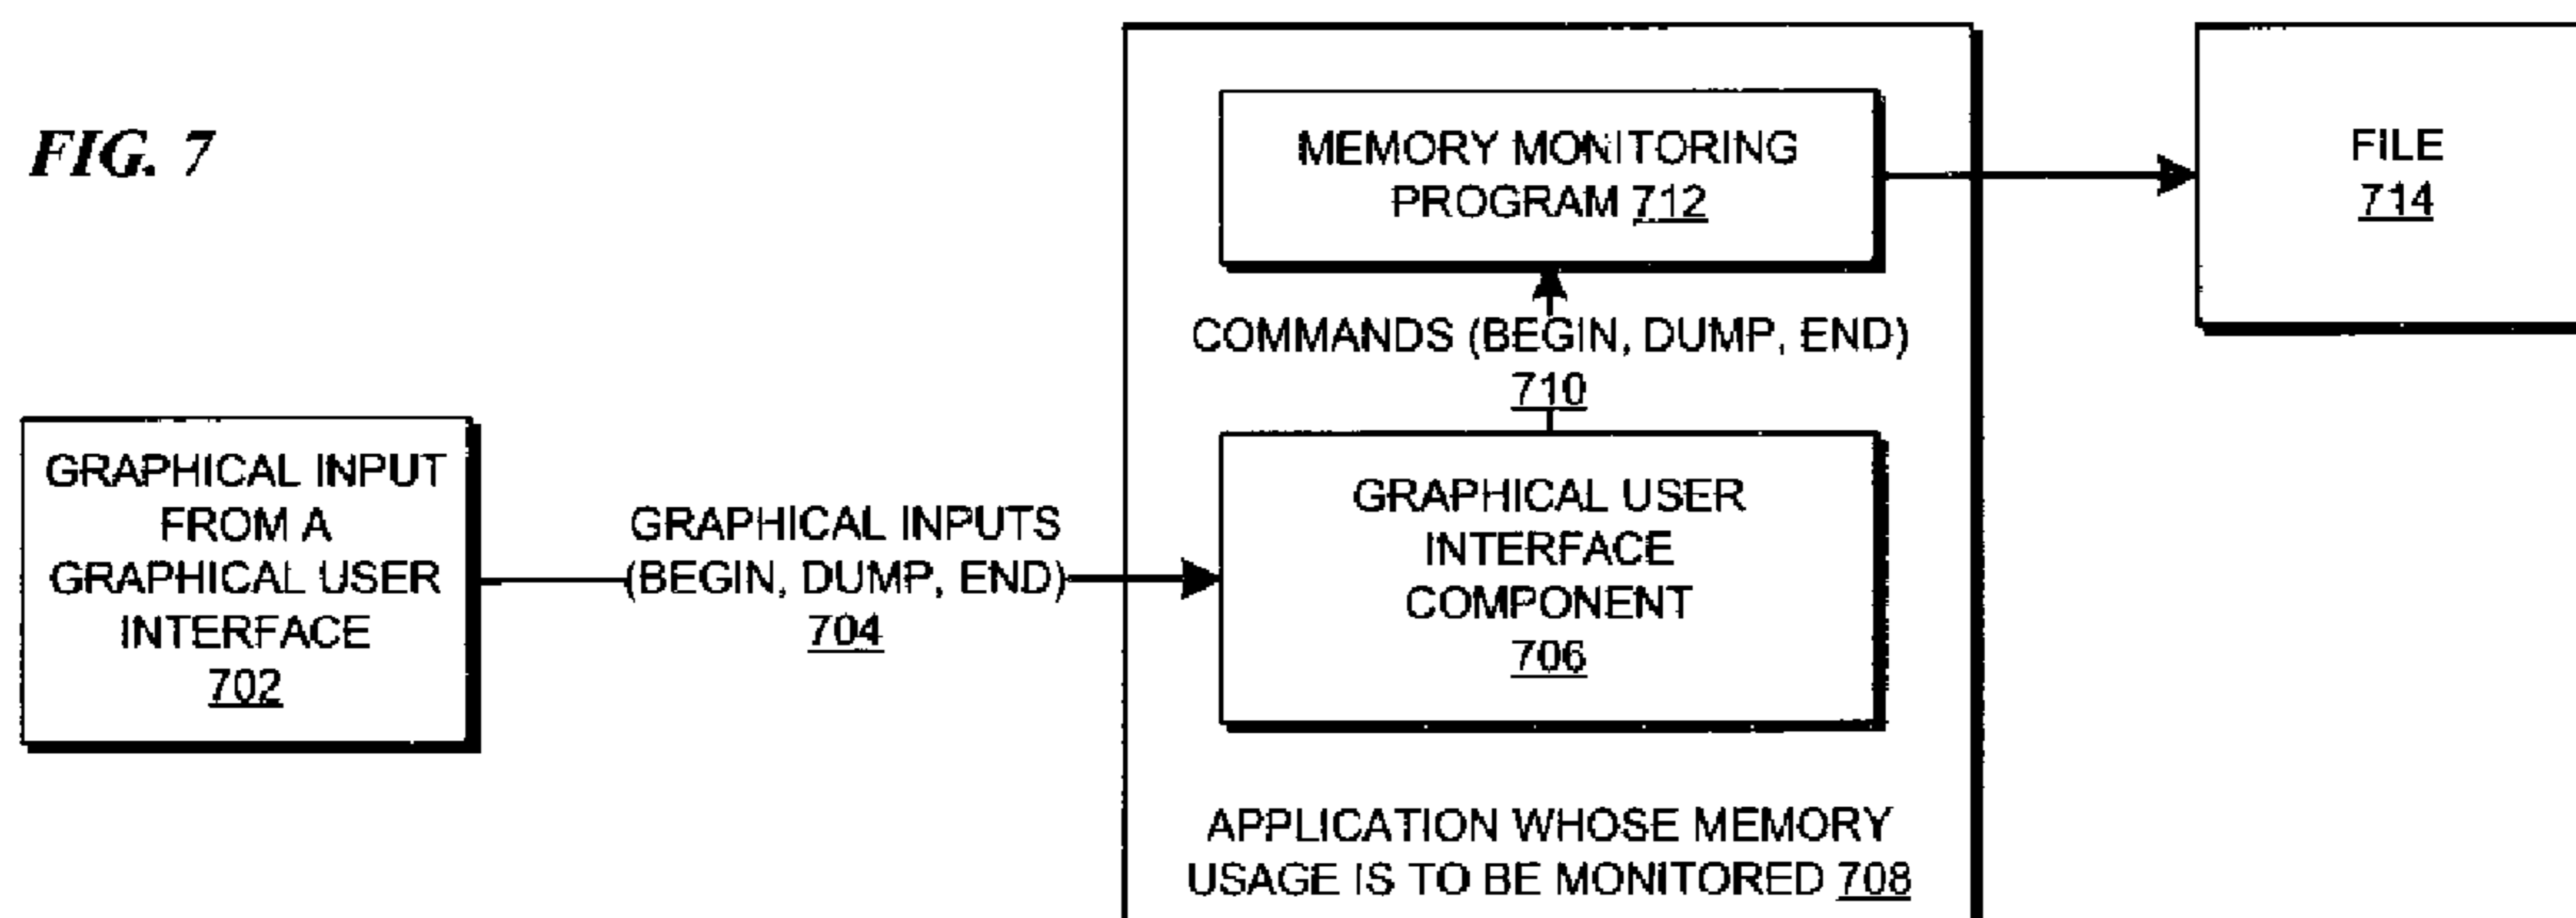 FIG. 7
MEMORY MONITORING
PROGRAM 712
FILE
714
COMMANDS (BEGIN, DUMP, END)
710
GRAPHICAL INPUT
FROM A
GRAPHICAL USER
INTERFACE
702
GRAPHICAL INPUTS
(BEGIN, DUMP, END)
704
GRAPHICAL USER
INTERFACE
COMPONENT
706
APPLICATION WHOSE MEMORY
USAGE IS TO BE MONITORED 708